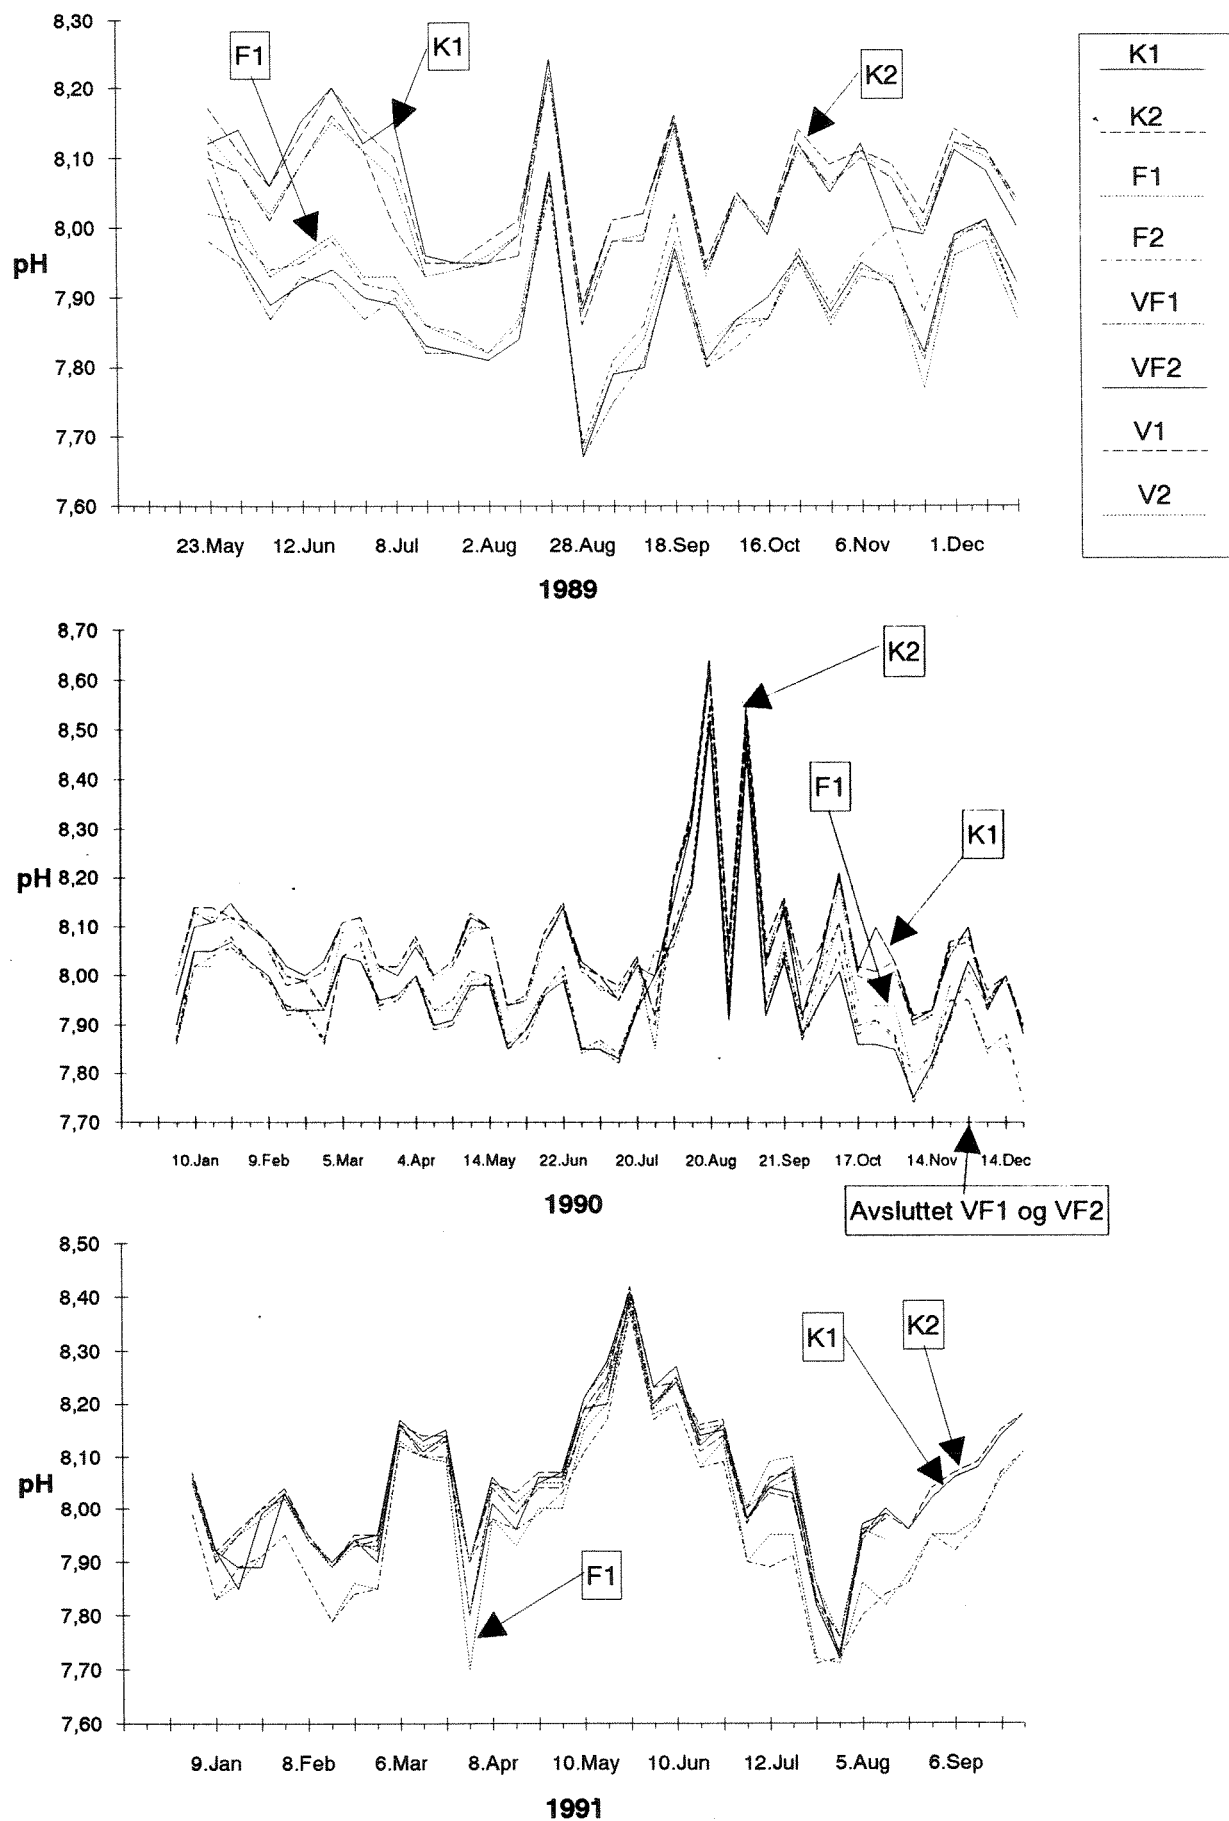 8,30
8,20
8,10
8,00
7,90
7,80
7,70
7,60
pH
F1
K1
K2
23.May 12.Jun 8.Jul 2.Aug 28.Aug 18.Sep 16.Oct 6.Nov 1.Dec
1989
K1
K2
F1
F2
VF1
VF2
V1
V2
8,70
8,60
8,50
8,40
8,30
8,20
8,10
8,00
7,90
7,80
7,70
pH
K2
F1
K1
10.Jan 9.Feb 5.Mar 4.Apr 14.May 22.Jun 20.Jul 20.Aug 21.Sep 17.Oct 14.Nov 14.Dec
1990
Avsluttet VF1 og VF2
8,50
8,40
8,30
8,20
8,10
8,00
7,90
7,80
7,70
7,60
pH
K1
K2
F1
9.Jan 8.Feb 6.Mar 8.Apr 10.May 10.Jun 12.Jul 5.Aug 6.Sep
1991